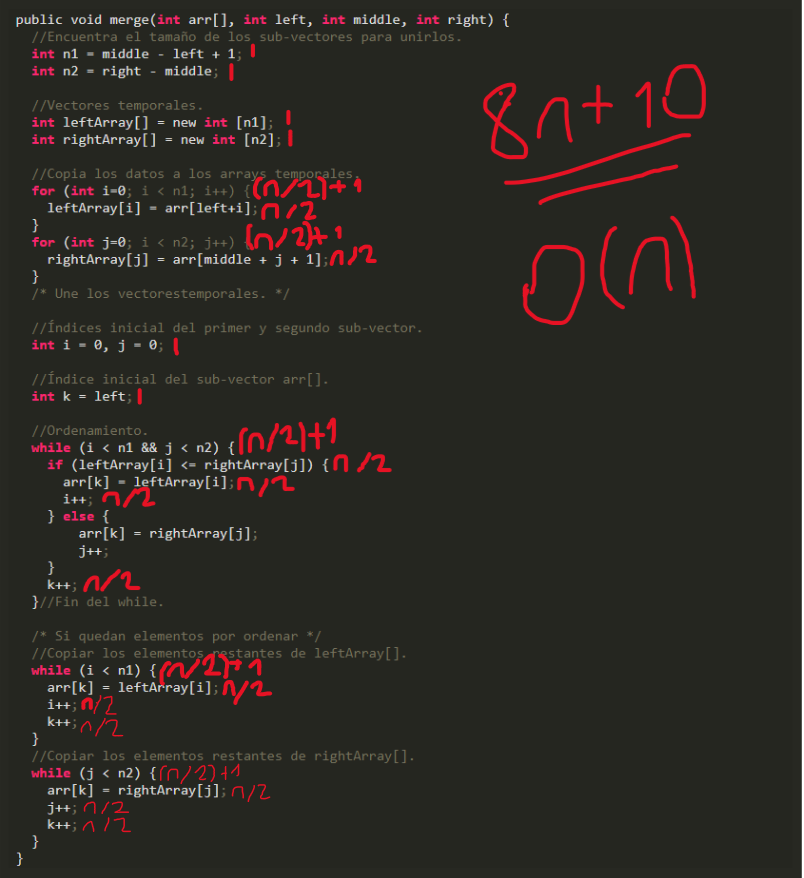 public void merge(int arr[], int left, int middle, int right) {
//Encuentra el tamaño de los sub-vectores para unirlos.
int n1 = middle - left + 1; 1
int n2 = right - middle; 1
//Vectores temporales.
int leftArray[] = new int [n1]; 1
int rightArray[] = new int [n2]; 1
//Copia los datos a los arrays temporales.
for (int i=0; i < n1; i++) { (n/2)+1
leftArray[i] = arr[left+i]; n/2
}
for (int j=0; i < n2; j++) { (n/2)+1
rightArray[j] = arr[middle + j + 1]; n/2
}
/* Une los vectorestemporales. */
//Índices inicial del primer y segundo sub-vector.
int i = 0, j = 0; 1
//Índice inicial del sub-vector arr[].
int k = left; 1
//Ordenamiento.
while (i < n1 && j < n2) { (n/2)+1
if (leftArray[i] <= rightArray[j]) { n/2
arr[k] = leftArray[i]; n/2
i++; n/2
} else {
arr[k] = rightArray[j];
j++;
}
k++; n/2
}//Fin del while.
/* Si quedan elementos por ordenar */
//Copiar los elementos restantes de leftArray[].
while (i < n1) { (n/2)+1
arr[k] = leftArray[i]; n/2
i++; n/2
k++; n/2
}
//Copiar los elementos restantes de rightArray[].
while (j < n2) { (n/2)+1
arr[k] = rightArray[j]; n/2
j++; n/2
k++; n/2
}
}
8n+10
O(n)